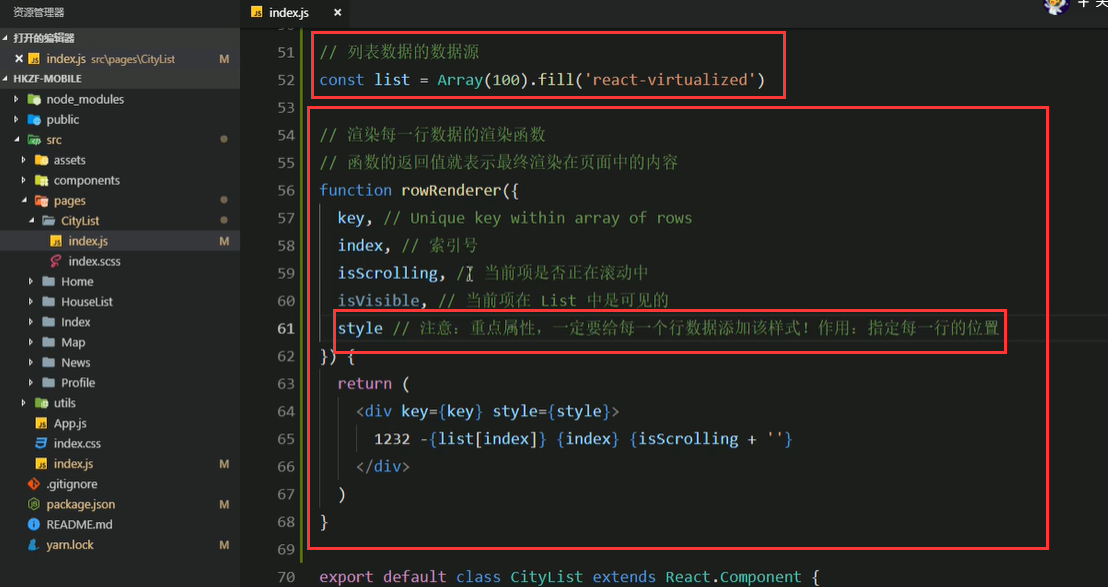 资源管理器
打开的编辑器
index.js src\pages\CityList M
HKZF-MOBILE
node_modules
public
src
assets
components
pages
CityList
index.js M
index.scss
Home
HouseList
Index
Map
News
Profile
utils
App.js
index.css
index.js M
.gitignore
package.json M
README.md
yarn.lock M
index.js
51 // 列表数据的数据源
52 const list = Array(100).fill('react-virtualized')
53
54 // 渲染每一行数据的渲染函数
55 // 函数的返回值就表示最终渲染在页面中的内容
56 function rowRenderer({
57 key, // Unique key within array of rows
58 index, // 索引号
59 isScrolling, // 当前项是否正在滚动中
60 isVisible, // 当前项在 List 中是可见的
61 style // 注意：重点属性，一定要给每一个行数据添加该样式！作用：指定每一行的位置
62 }) {
63 return (
64 <div key={key} style={style}>
65 1232 -{list[index]} {index} {isScrolling + ''}
66 </div>
67 )
68 }
69
70 export default class CityList extends React.Component {